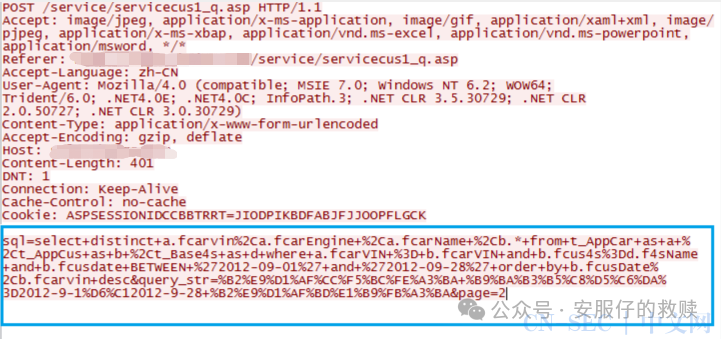 POST /service/servicecus1_q.asp HTTP/1.1
Accept: image/jpeg, application/x-ms-application, image/gif, application/xaml+xml, image/
pjpeg, application/x-ms-xbap, application/vnd.ms-excel, application/vnd.ms-powerpoint,
application/msword, */*
Referer: /service/servicecus1_q.asp
Accept-Language: zh-CN
User-Agent: Mozilla/4.0 (compatible; MSIE 7.0; Windows NT 6.2; WOW64;
Trident/6.0; .NET4.0E; .NET4.0C; InfoPath.3; .NET CLR 3.5.30729; .NET CLR
2.0.50727; .NET CLR 3.0.30729)
Content-Type: application/x-www-form-urlencoded
Accept-Encoding: gzip, deflate
Host:
Content-Length: 401
DNT: 1
Connection: Keep-Alive
Cache-Control: no-cache
Cookie: ASPSESSIONIDCCBBTRRT=JIODPIKBDFABJFJJOOPFLGCK
sql=select+distinct+a.fcarvin%2Ca.fcarEngine+%2Ca.fcarName+%2Cb.*+from+t_AppCar+as+a+%
2Ct_AppCus+as+b+%2Ct_Base4s+as+d+where+a.fcarVIN+%3D+b.fcarVIN+and+b.fcus4s%3Dd.f4sName
+and+b.fcusdate+BETWEEN+%272012-09-01%27+and+%272012-09-28%27+order+by+b.fcusDate%
2Cb.fcarvin+desc&query_str=%B2%E9%D1%AF%CC%F5%BC%FE%A3%BA+%B9%BA%B3%B5%C8%D5%C6%DA%
3D2012-9-1%D6%C12012-9-28+%B2%E9%D1%AF%BD%E1%B9%FB%A3%BA&page=2
公众号 · 安服仔的救赎
CN-SEC 中文网